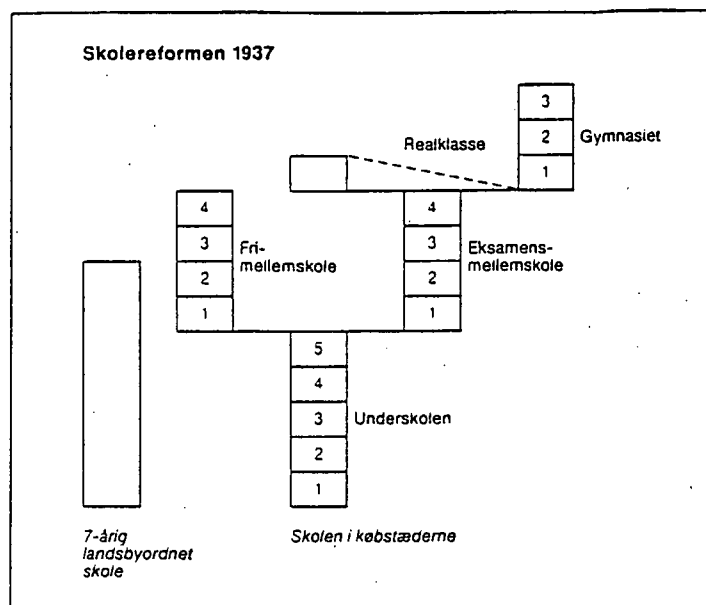 Skolereformen 1937
3
2
1
Gymnasiet
Realklasse
4
3
2
1
Fri-
mellemskole
4
3
2
1
Eksamens-
mellemskole
5
4
3
2
1
Underskolen
7-årig
landsbyordnet
skole
Skolen i købstæderne